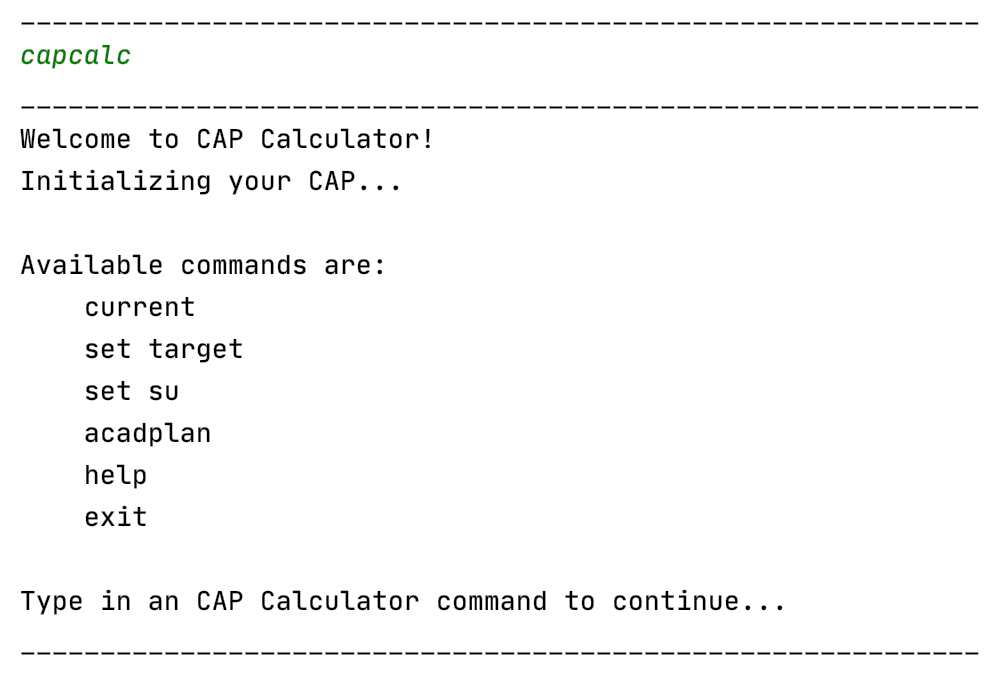 ____________________________________________________________
capcalc
____________________________________________________________
Welcome to CAP Calculator!
Initializing your CAP...

Available commands are:
    current
    set target
    set su
    acadplan
    help
    exit

Type in an CAP Calculator command to continue...
____________________________________________________________